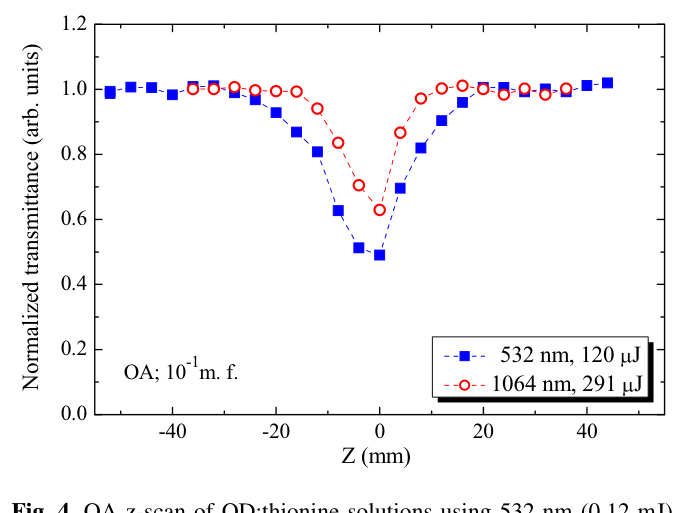 1.2
1.0
0.8
0.6
0.4
0.2
0.0
Normalized transmittance (arb. units)
OA; 10⁻¹m. f.
532 nm, 120 μJ
1064 nm, 291 μJ
-40 -20 0 20 40
Z (mm)
Fig. 4. OA z-scan of QD:thionine solutions using 532 nm (0.12 mJ)